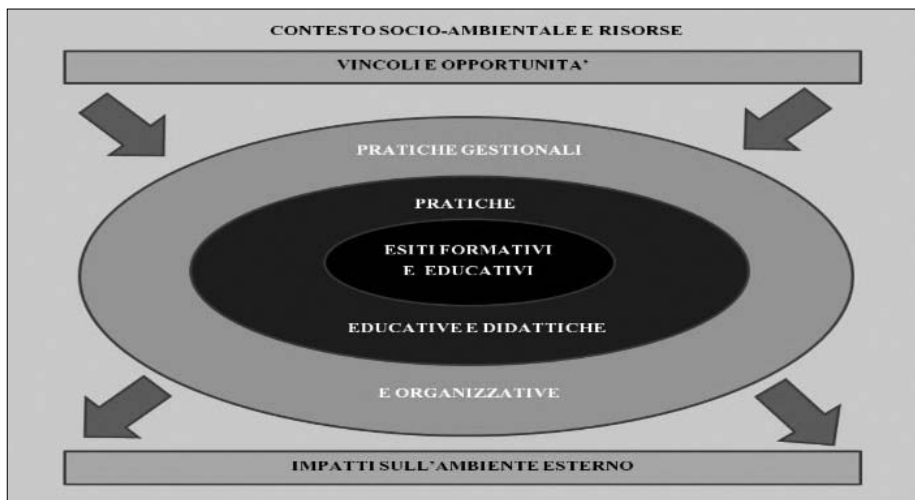 CONTESTO SOCIO-AMBIENTALE E RISORSE
VINCOLI E OPPORTUNITA'
PRATICHE GESTIONALI
PRATICHE
ESITI FORMATIVI
E EDUCATIVI
EDUCATIVE E DIDATTICHE
E ORGANIZZATIVE
IMPATTI SULL'AMBIENTE ESTERNO